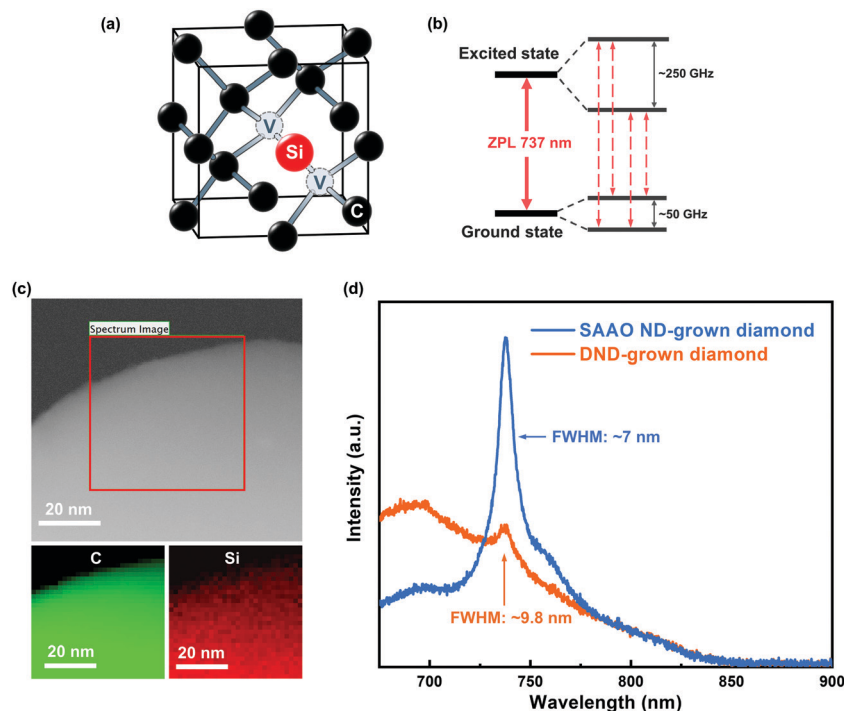 (a)
V
Si
V
C
(b)
Excited state
~250 GHz
ZPL 737 nm
~50 GHz
Ground state
(c)
Spectrum Image
20 nm
C
20 nm
Si
20 nm
(d)
SAAO ND-grown diamond
DND-grown diamond
FWHM: ~7 nm
FWHM: ~9.8 nm
Intensity (a.u.)
700
750
800
850
900
Wavelength (nm)